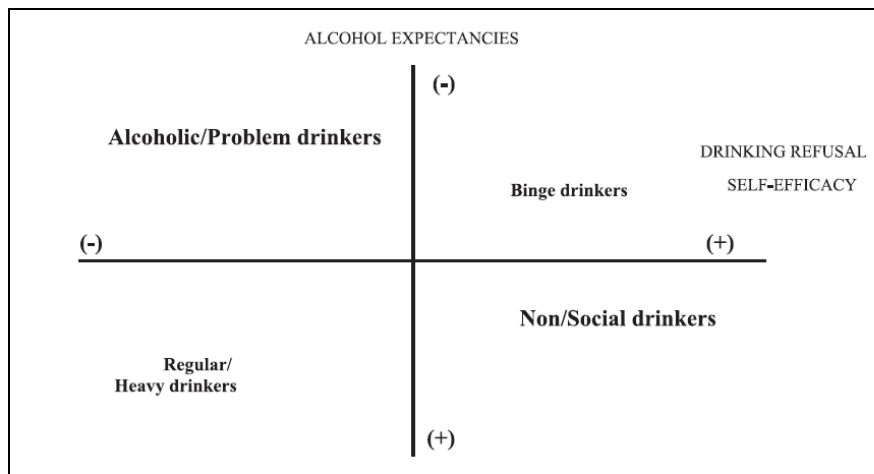 ALCOHOL EXPECTANCIES
(-)
Alcoholic/Problem drinkers
DRINKING REFUSAL
SELF-EFFICACY
Binge drinkers
(-)
(+)
Non/Social drinkers
Regular/
Heavy drinkers
(+)